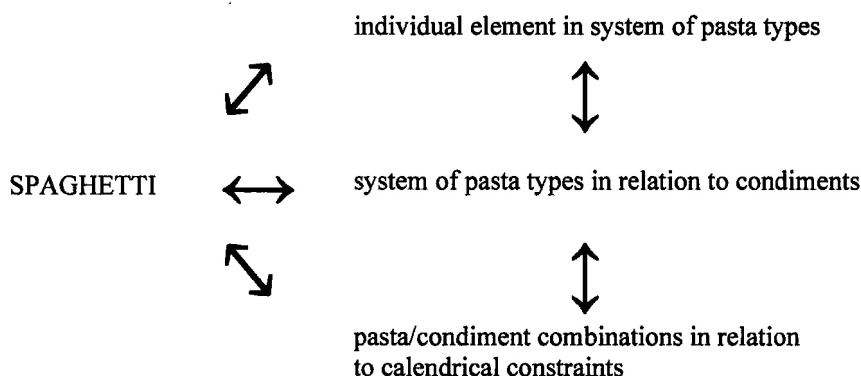 individual element in system of pasta types
SPAGHETTI
system of pasta types in relation to condiments
pasta/condiment combinations in relation
to calendrical constraints